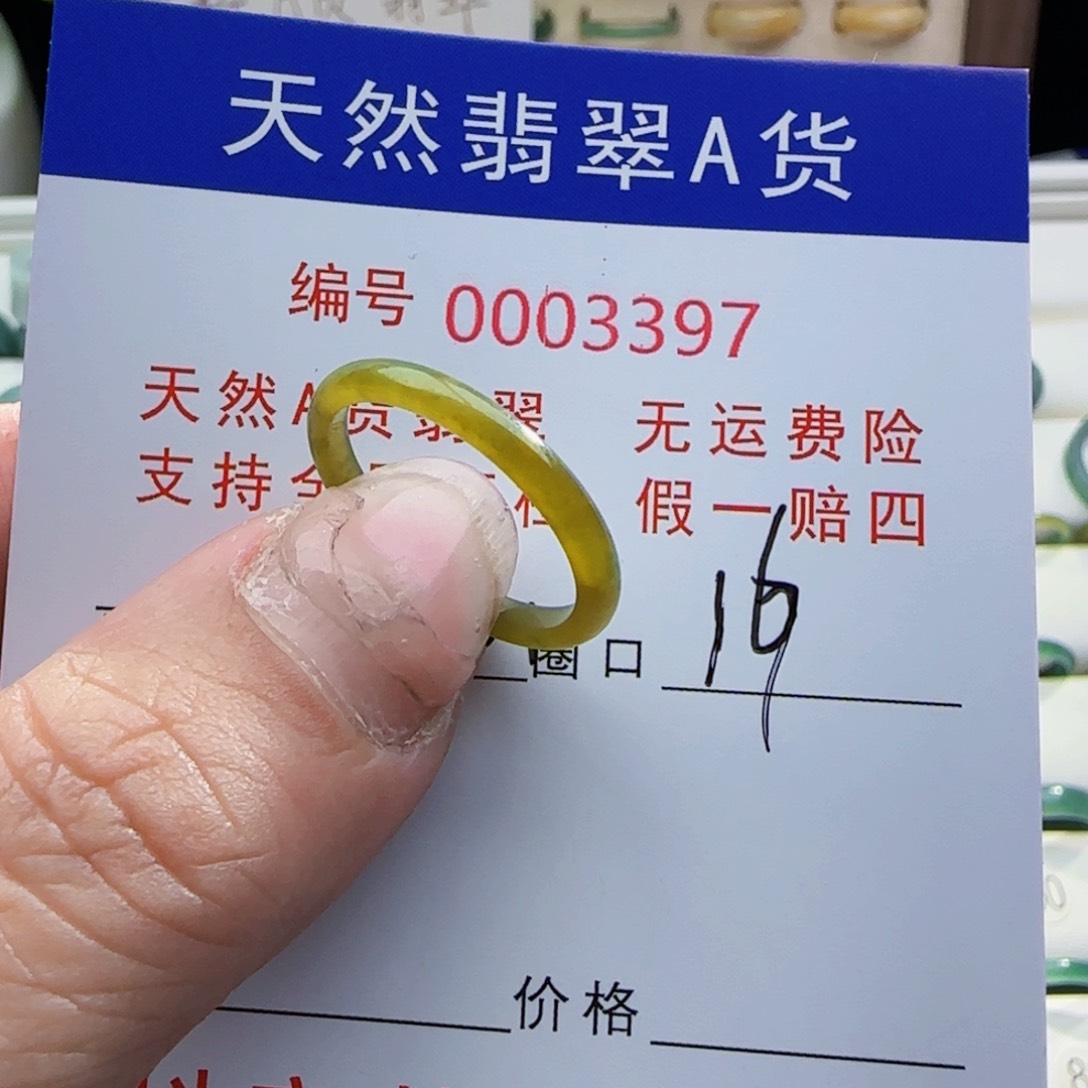 天然翡翠A货
编号 0003397
天然A货翡翠 无运费险
支持 假一赔四
圈口
价格